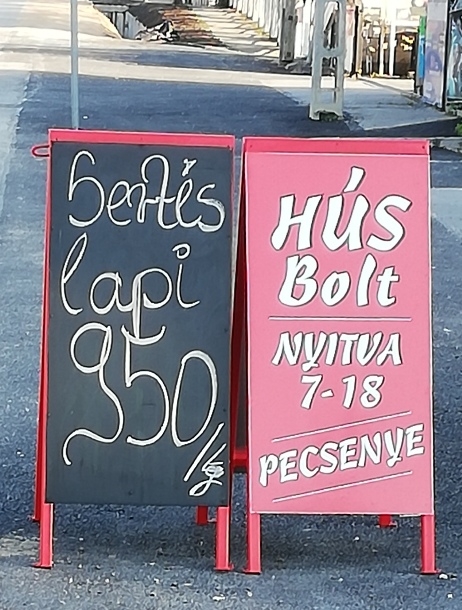 Sertés
lapi
950
/kg
HÚS
Bolt
NYITVA
7-18
PECSENYE